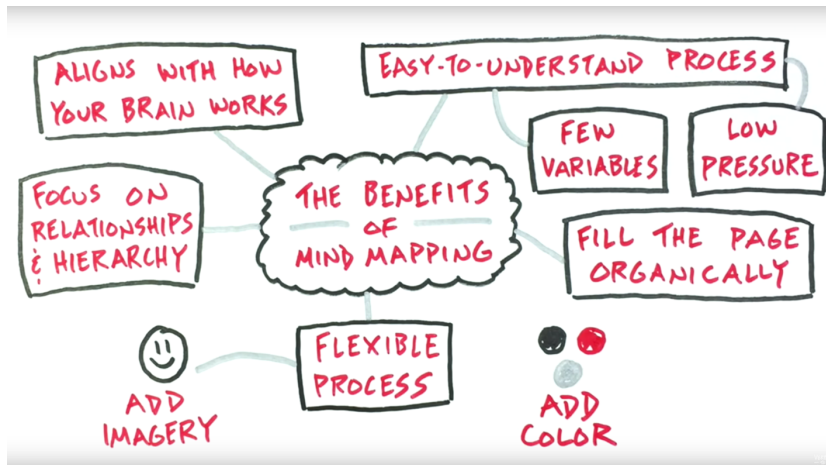 ALIGNS WITH HOW
YOUR BRAIN WORKS
EASY-TO-UNDERSTAND PROCESS
FEW
VARIABLES
LOW
PRESSURE
FOCUS ON
RELATIONSHIPS
& HIERARCHY
THE BENEFITS
OF
MIND MAPPING
FILL THE PAGE
ORGANICALLY
FLEXIBLE
PROCESS
ADD
IMAGERY
ADD
COLOR